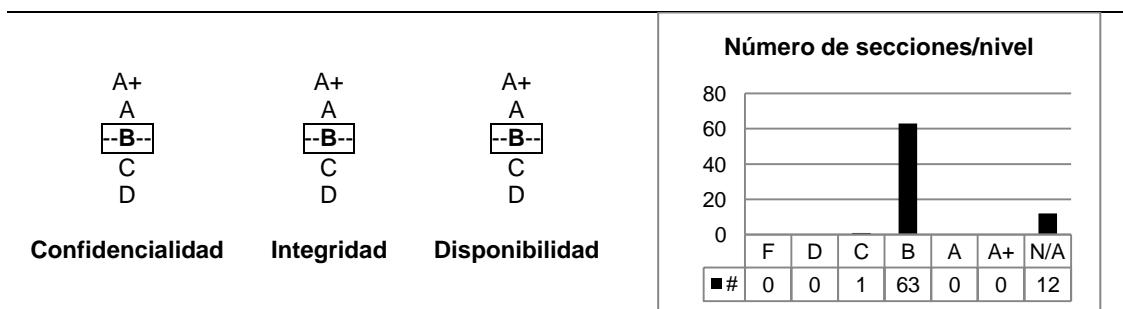 A+ A+ A+
A A A
--B-- --B-- --B--
C C C
D D D
Confidencialidad Integridad Disponibilidad
Número de secciones/nivel
80
60
40
20
0
F D C B A A+ N/A
# 0 0 1 63 0 0 12